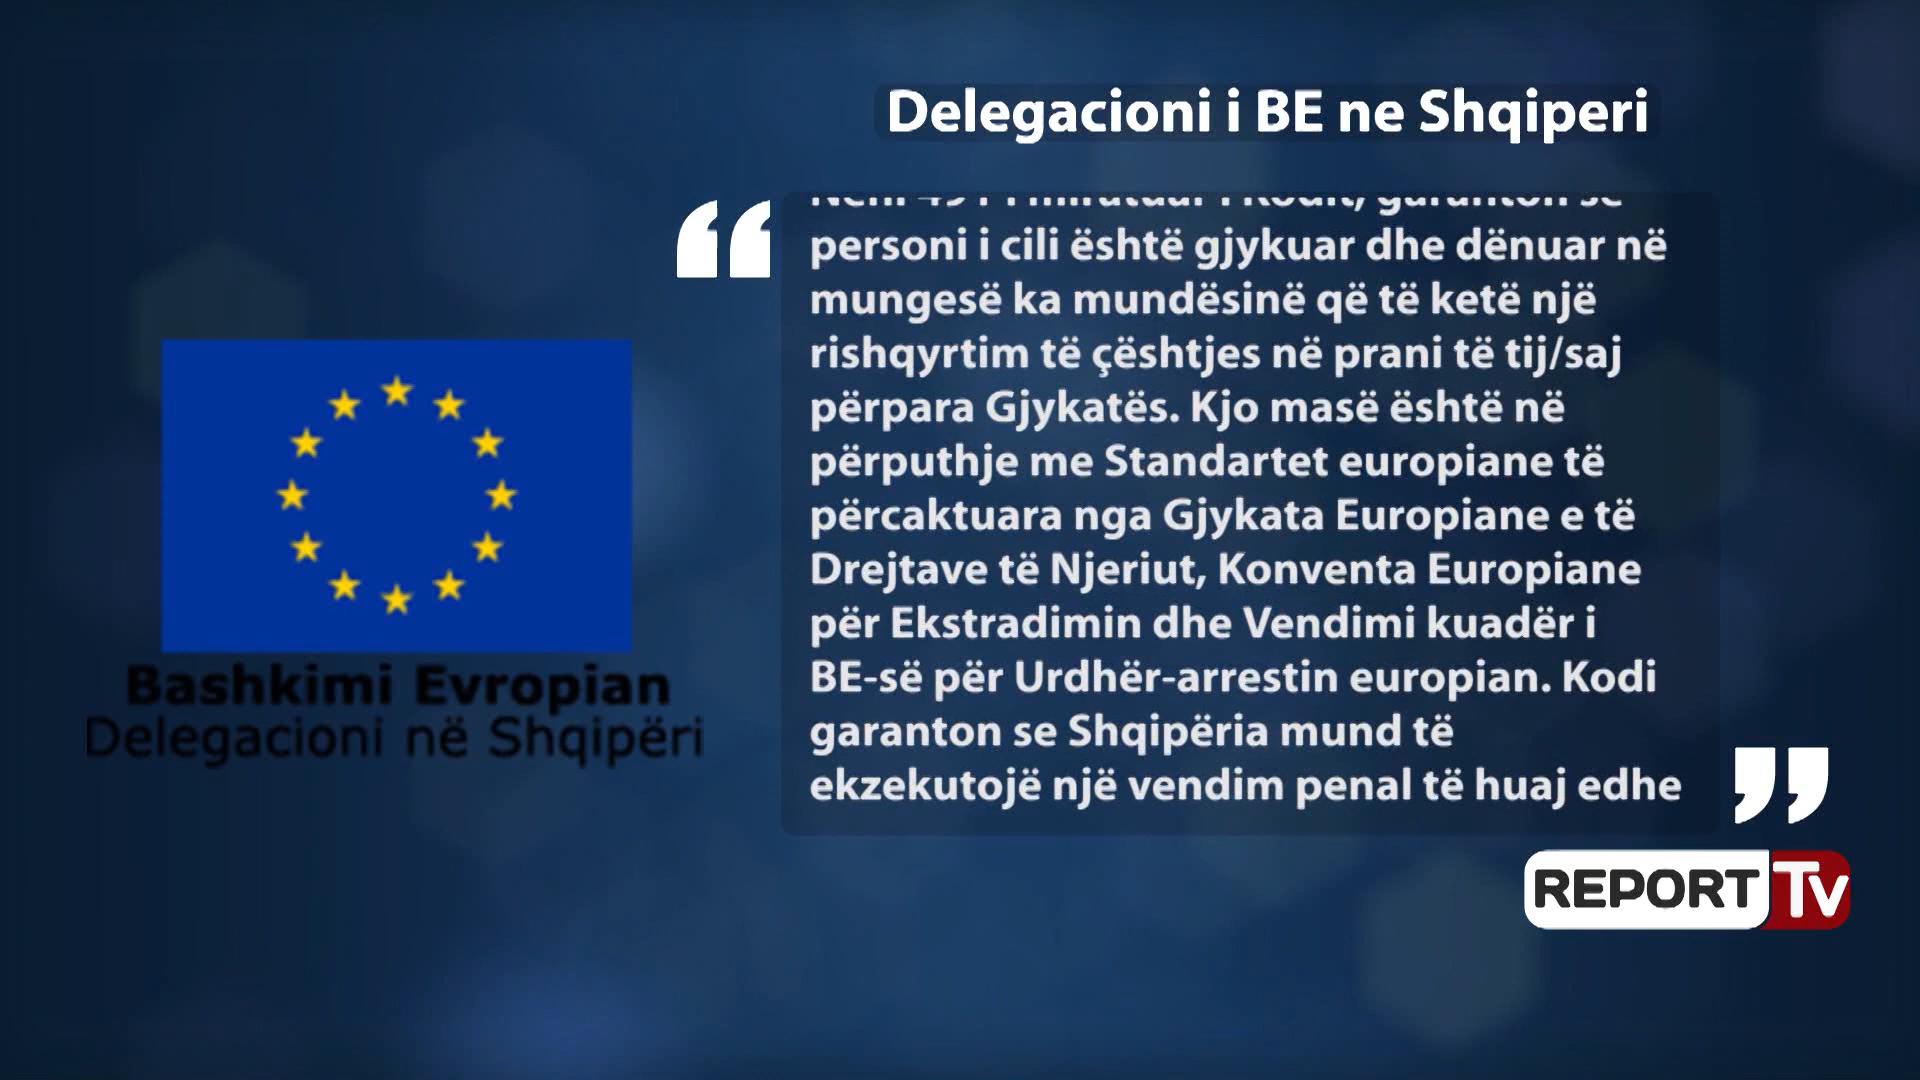 Delegacioni i BE ne Shqiperi
i miratuar i Kodit, garanton se
personi i cili është gjykuar dhe dënuar në
mungesë ka mundësinë që të ketë një
rishqyrtim të çështjes në prani të tij/saj
përpara Gjykatës. Kjo masë është në
përputhje me Standartet europiane të
përcaktuara nga Gjykata Europiane e të
Drejtave të Njeriut, Konventa Europiane
për Ekstradimin dhe Vendimi kuadër i
BE-së për Urdhër-arrestin europian. Kodi
garanton se Shqipëria mund të
ekzekutojë një vendim penal të huaj edhe
Bashkimi Evropian
Delegacioni në Shqipëri
REPORT Tv